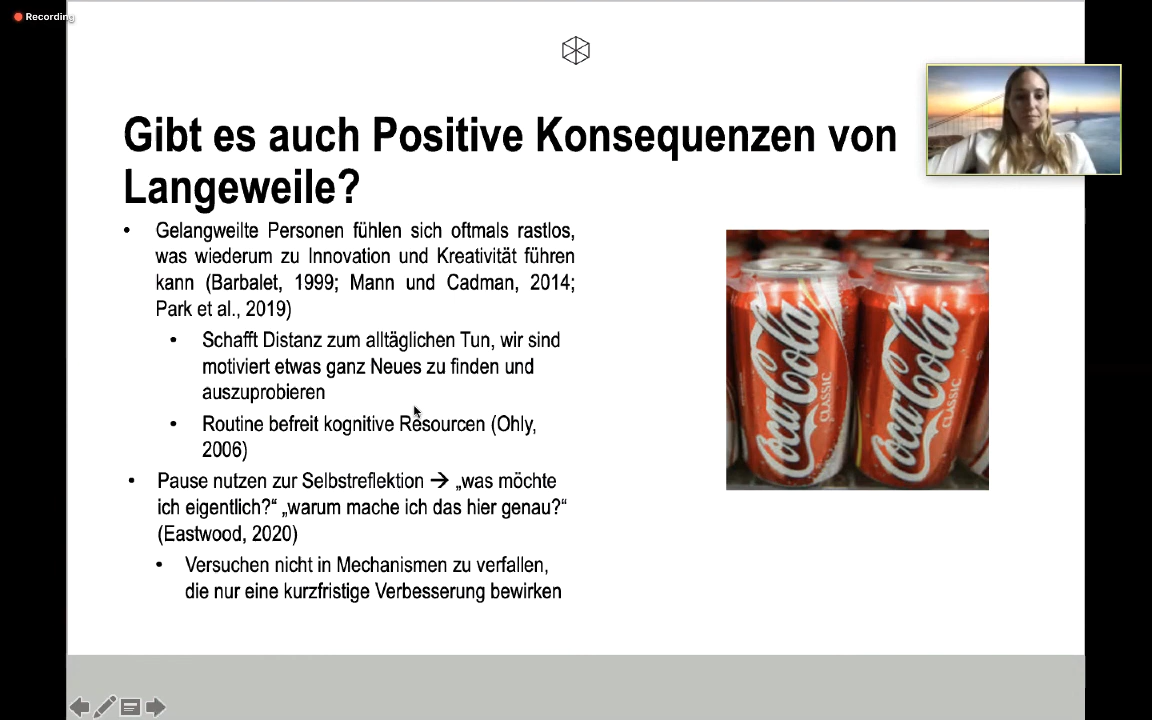 Recording
Gibt es auch Positive Konsequenzen von
Langeweile?
• Gelangweilte Personen fühlen sich oftmals rastlos,
was wiederum zu Innovation und Kreativität führen
kann (Barbalet, 1999; Mann und Cadman, 2014;
Park et al., 2019)
• Schafft Distanz zum alltäglichen Tun, wir sind
motiviert etwas ganz Neues zu finden und
auszuprobieren
• Routine befreit kognitive Resourcen (Ohly,
2006)
• Pause nutzen zur Selbstreflektion → „was möchte
ich eigentlich?“ „warum mache ich das hier genau?“
(Eastwood, 2020)
• Versuchen nicht in Mechanismen zu verfallen,
die nur eine kurzfristige Verbesserung bewirken
Coca-Cola
CLASSIC
Coca-Cola
CLASSIC